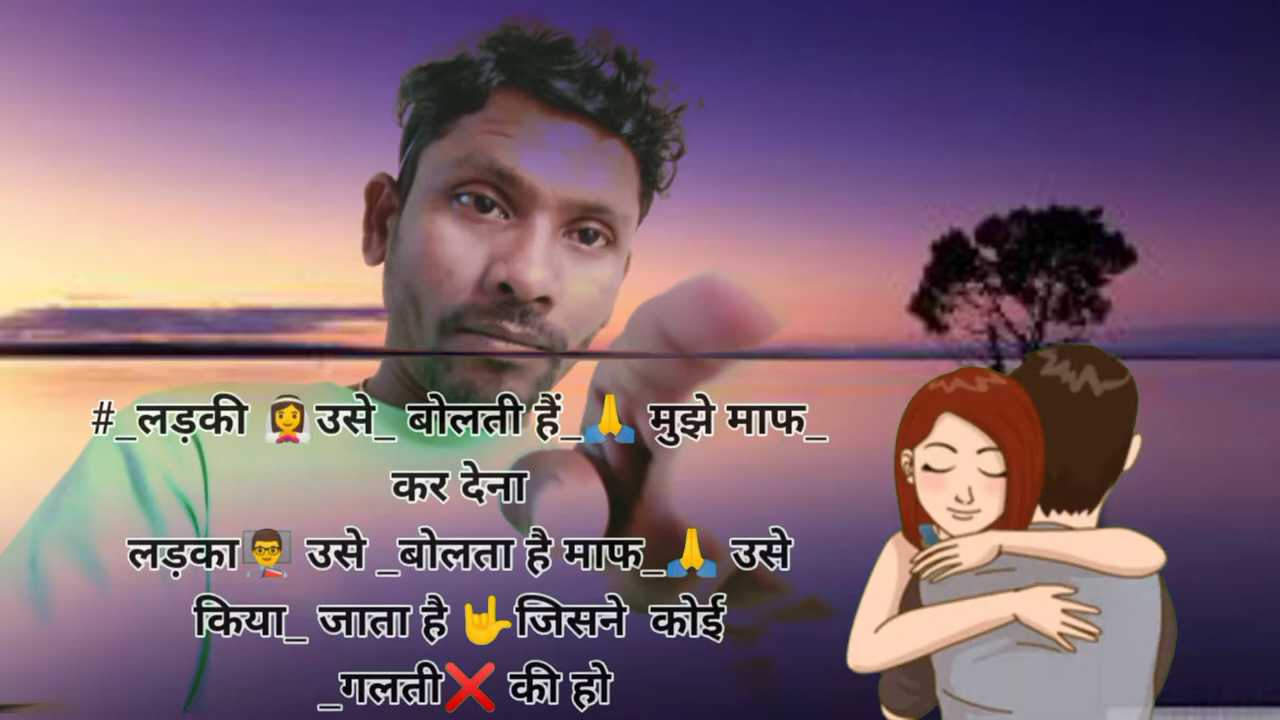 #_लड़की 👰उसे_ बोलती हैं_🙏 मुझे माफ_
कर देना
लड़का👨‍🏫 उसे _बोलता है माफ_🙏 उसे
किया_ जाता है 🤟जिसने कोई
_गलती❌ की हो